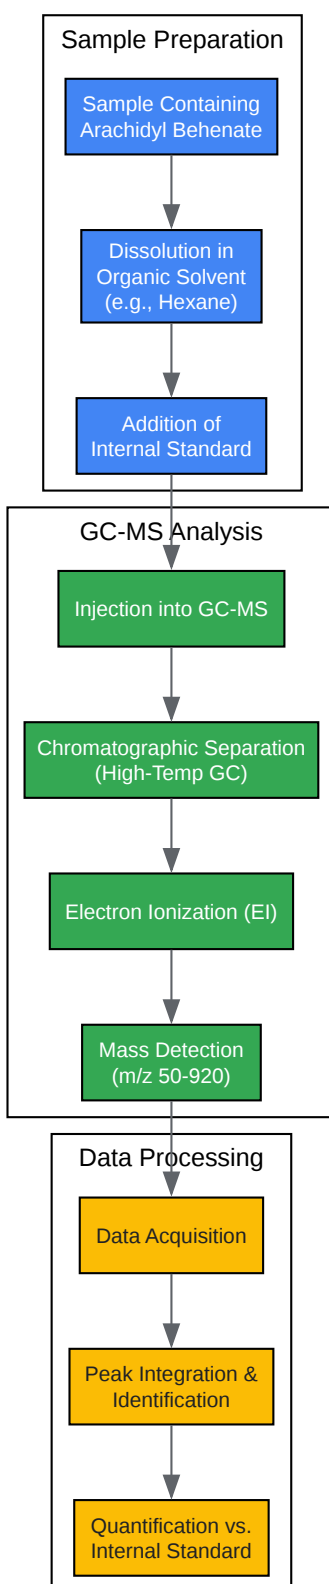 Sample Preparation
Sample Containing
Arachidyl Behenate
Dissolution in
Organic Solvent
(e.g., Hexane)
Addition of
Internal Standard
GC-MS Analysis
Injection into GC-MS
Chromatographic Separation
(High-Temp GC)
Electron Ionization (EI)
Mass Detection
(m/z 50-920)
Data Processing
Data Acquisition
Peak Integration &
Identification
Quantification vs.
Internal Standard